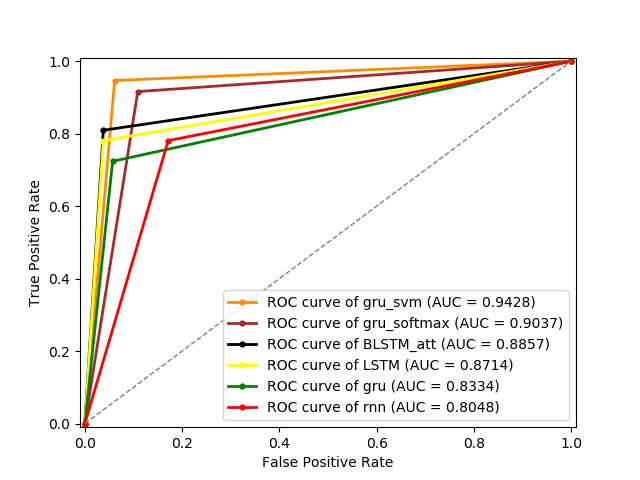 1.0
0.8
0.6
0.4
0.2
0.0
True Positive Rate
ROC curve of gru_svm (AUC = 0.9428)
ROC curve of gru_softmax (AUC = 0.9037)
ROC curve of BLSTM_att (AUC = 0.8857)
ROC curve of LSTM (AUC = 0.8714)
ROC curve of gru (AUC = 0.8334)
ROC curve of rnn (AUC = 0.8048)
0.0 0.2 0.4 0.6 0.8 1.0
False Positive Rate